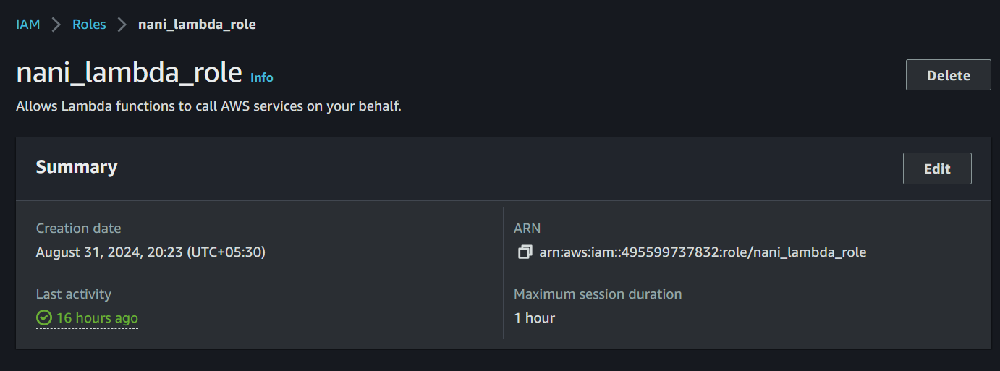 IAM > Roles > nani_lambda_role
nani_lambda_role Info
Delete
Allows Lambda functions to call AWS services on your behalf.
Summary
Edit
Creation date
August 31, 2024, 20:23 (UTC+05:30)
ARN
arn:aws:iam::495599737832:role/nani_lambda_role
Last activity
16 hours ago
Maximum session duration
1 hour